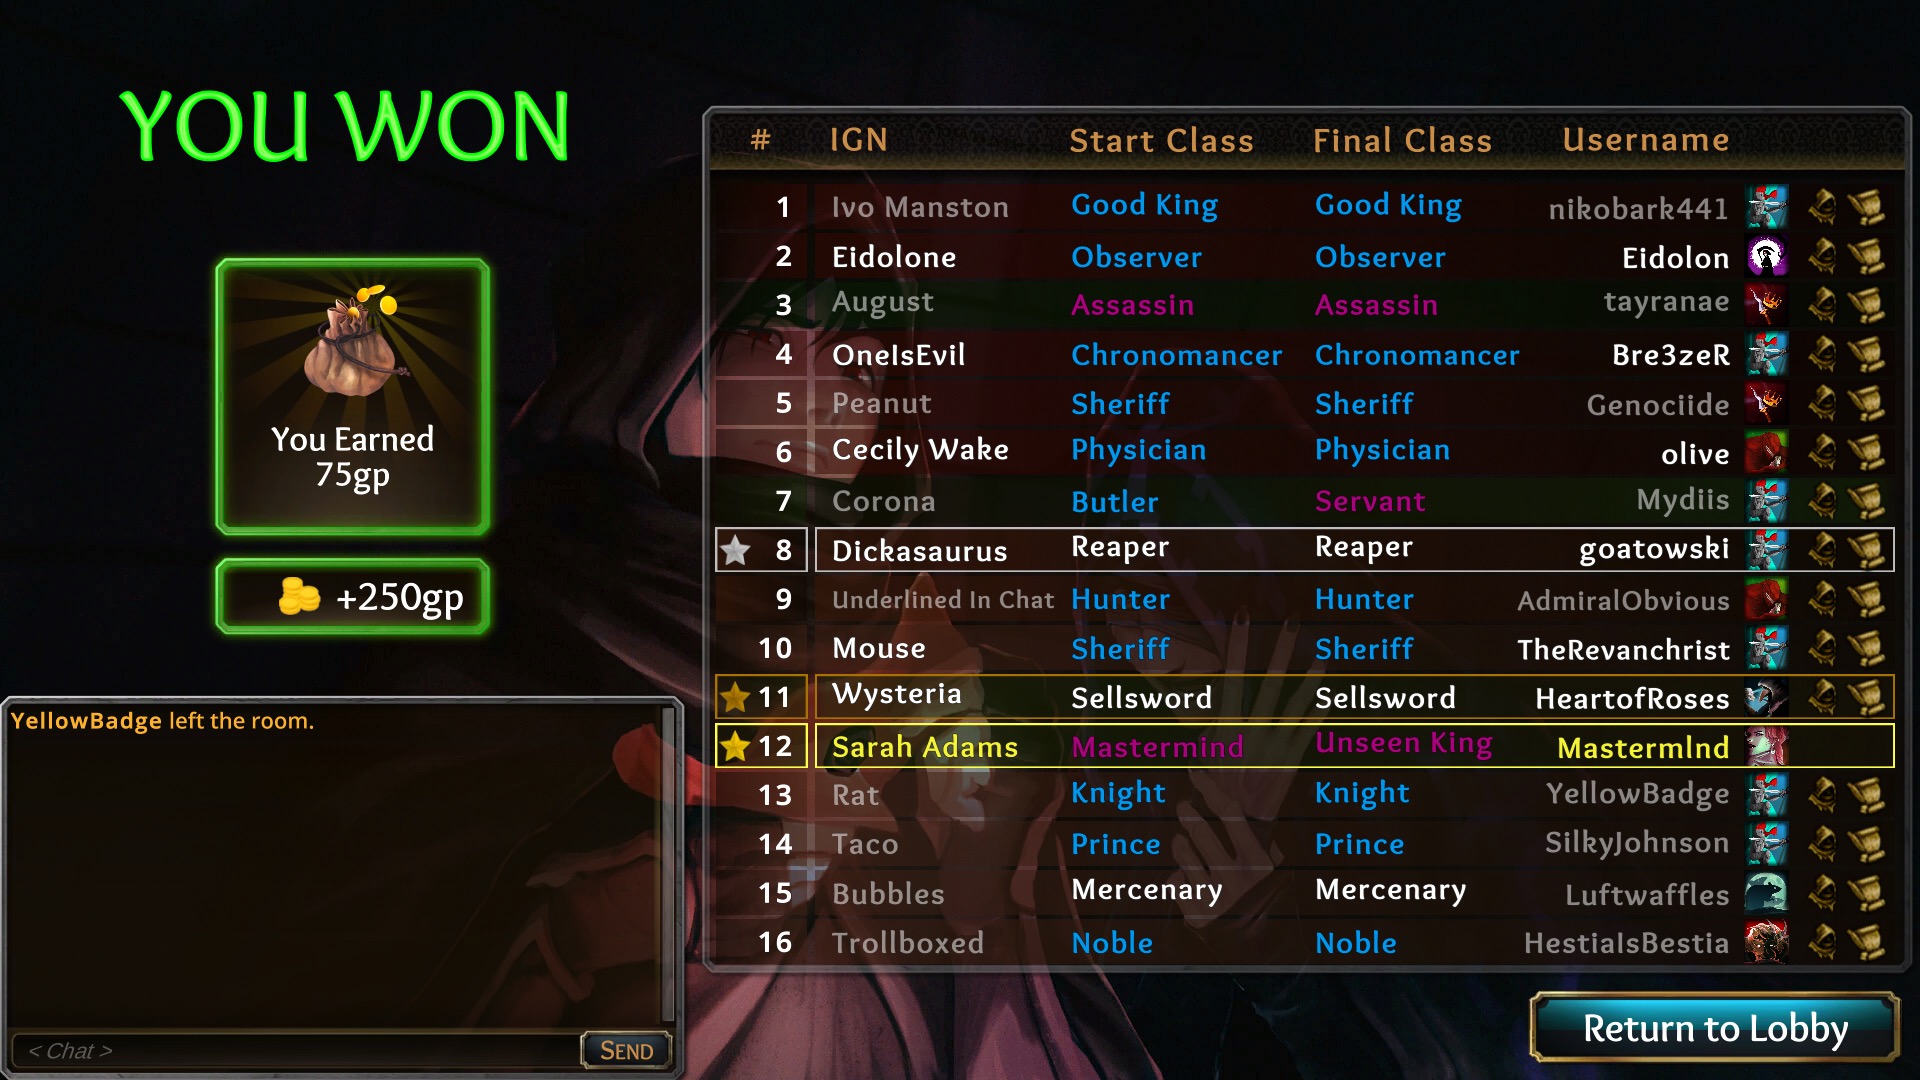 YOU WON
You Earned
75gp
+250gp
YellowBadge left the room.
< Chat >
SEND
# IGN Start Class Final Class Username
1 Ivo Manston Good King Good King nikobark441
2 Eidolone Observer Observer Eidolon
3 August Assassin Assassin tayranae
4 OneIsEvil Chronomancer Chronomancer Bre3zeR
5 Peanut Sheriff Sheriff Genociide
6 Cecily Wake Physician Physician olive
7 Corona Butler Servant Mydiis
8 Dickasaurus Reaper Reaper goatowski
9 Underlined In Chat Hunter Hunter AdmiralObvious
10 Mouse Sheriff Sheriff TheRevanchrist
11 Wysteria Sellsword Sellsword HeartofRoses
12 Sarah Adams Mastermind Unseen King Mastermlnd
13 Rat Knight Knight YellowBadge
14 Taco Prince Prince SilkyJohnson
15 Bubbles Mercenary Mercenary Luftwaffles
16 Trollboxed Noble Noble HestiaIsBestia
Return to Lobby